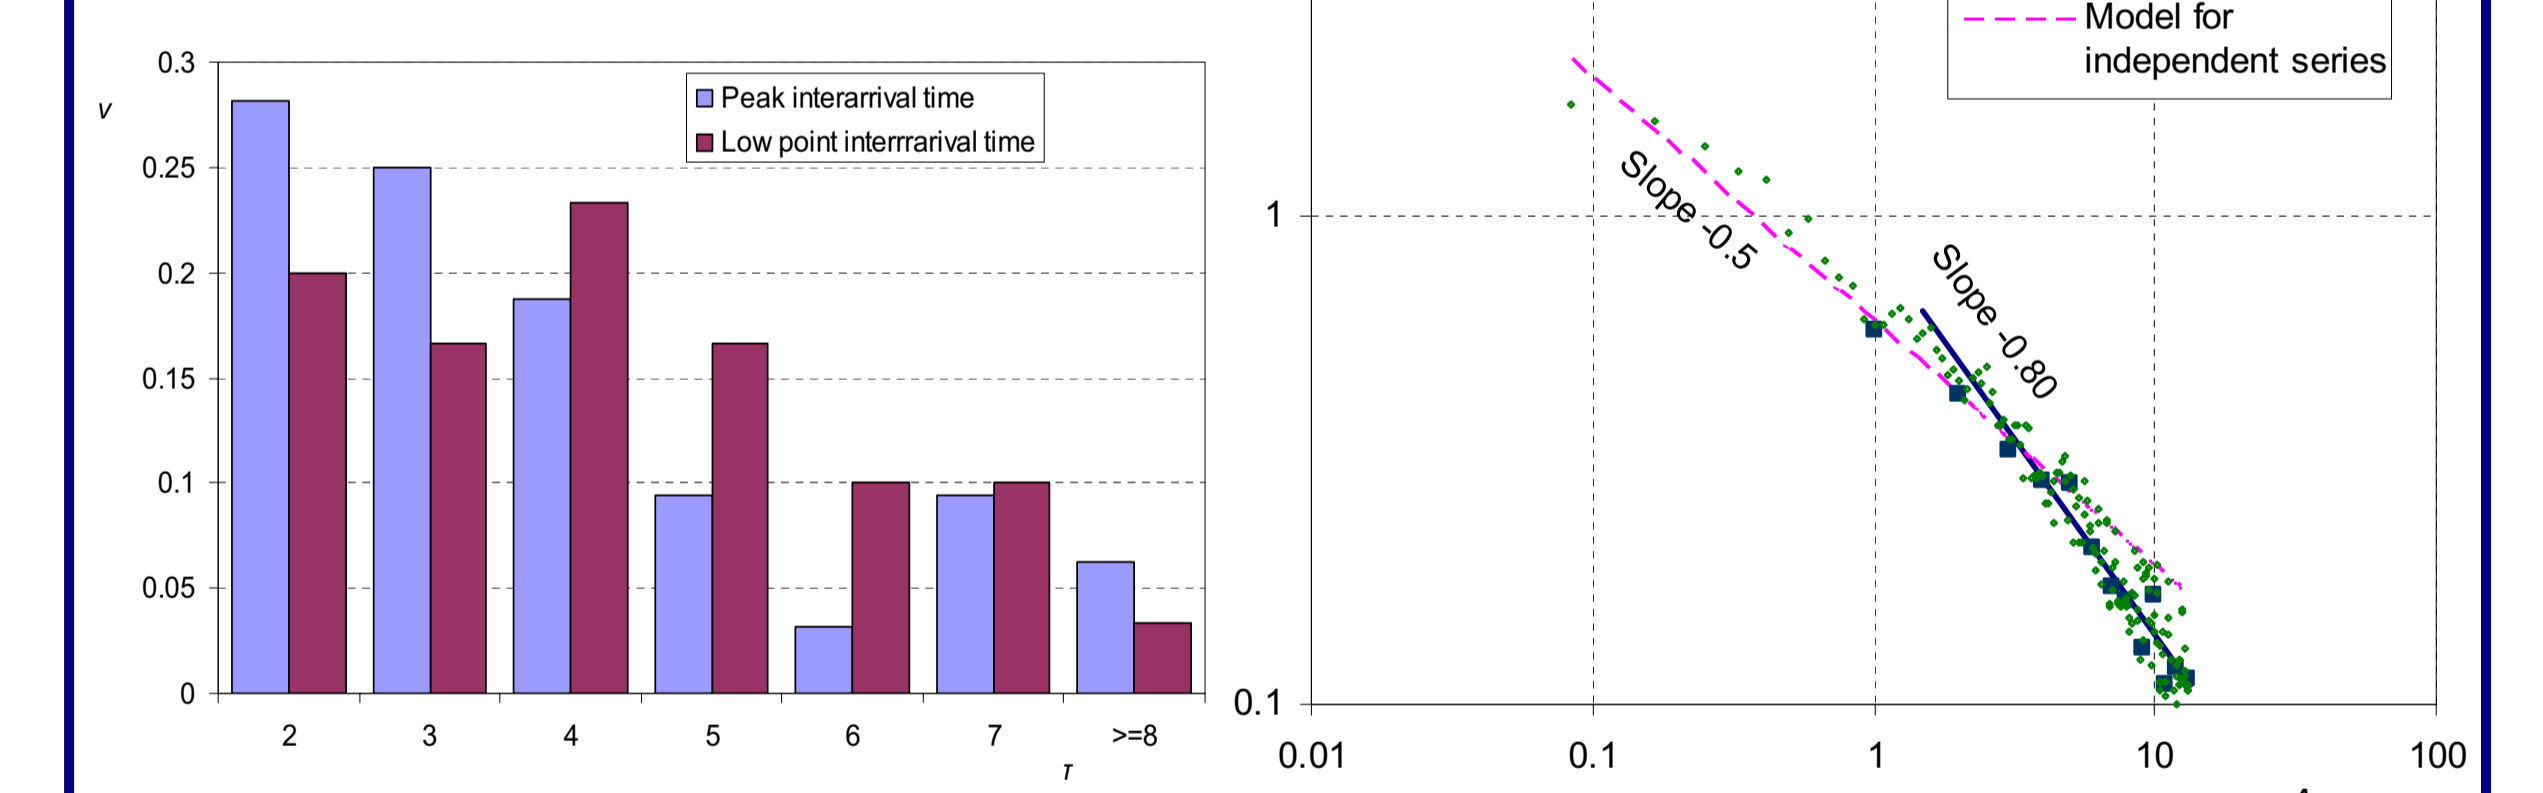 0.3
0.25
0.2
0.15
0.1
0.05
0
v
Peak interarrival time
Low point interrrarival time
2 3 4 5 6 7 >=8
τ
Model for
independent series
1
0.1
Slope -0.5
Slope -0.80
0.01 0.1 1 10 100